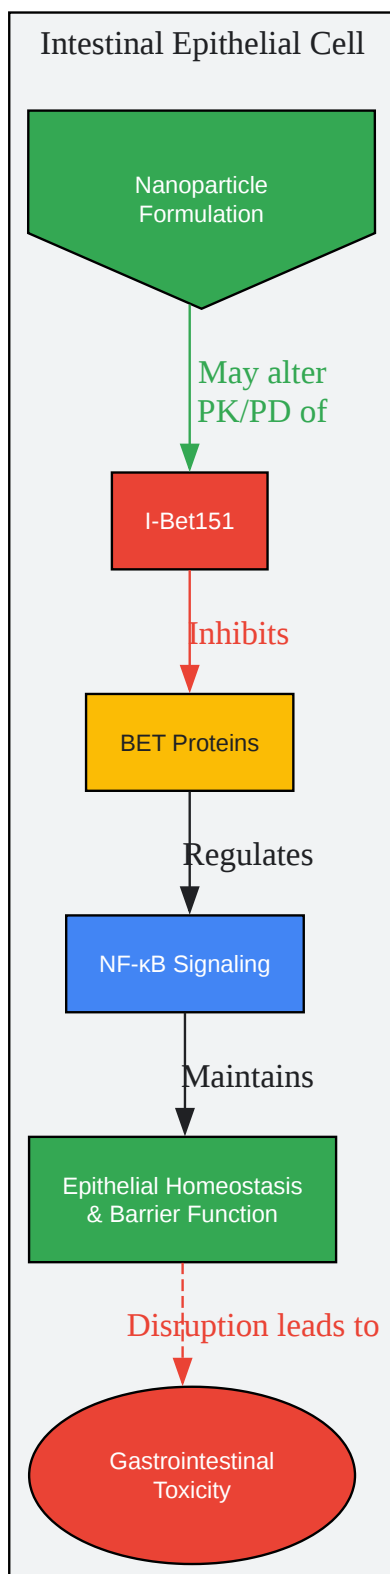 Intestinal Epithelial Cell
Nanoparticle
Formulation
May alter
PK/PD of
I-Bet151
Inhibits
BET Proteins
Regulates
NF-κB Signaling
Maintains
Epithelial Homeostasis
& Barrier Function
Disruption leads to
Gastrointestinal
Toxicity